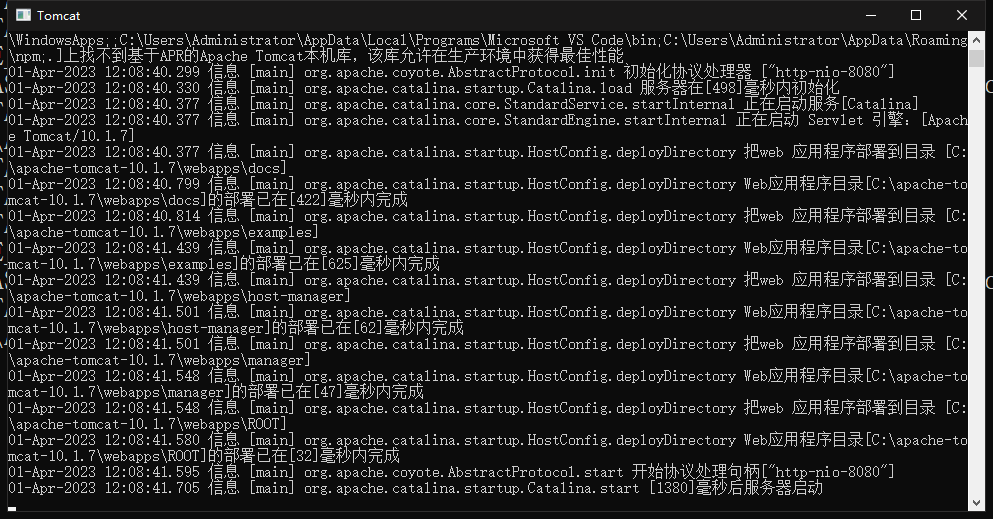 Tomcat
\WindowsApps;;C:\Users\Administrator\AppData\Local\Programs\Microsoft VS Code\bin;C:\Users\Administrator\AppData\Roaming
\npm;.]上找不到基于APR的Apache Tomcat本机库，该库允许在生产环境中获得最佳性能
01-Apr-2023 12:08:40.299 信息 [main] org.apache.coyote.AbstractProtocol.init 初始化协议处理器 ["http-nio-8080"]
01-Apr-2023 12:08:40.330 信息 [main] org.apache.catalina.startup.Catalina.load 服务器在[498]毫秒内初始化
01-Apr-2023 12:08:40.377 信息 [main] org.apache.catalina.core.StandardService.startInternal 正在启动服务[Catalina]
01-Apr-2023 12:08:40.377 信息 [main] org.apache.catalina.core.StandardEngine.startInternal 正在启动 Servlet 引擎：[Apach
e Tomcat/10.1.7]
01-Apr-2023 12:08:40.377 信息 [main] org.apache.catalina.startup.HostConfig.deployDirectory 把web 应用程序部署到目录 [C:
\apache-tomcat-10.1.7\webapps\docs]
01-Apr-2023 12:08:40.799 信息 [main] org.apache.catalina.startup.HostConfig.deployDirectory Web应用程序目录[C:\apache-to
mcat-10.1.7\webapps\docs]的部署已在[422]毫秒内完成
01-Apr-2023 12:08:40.814 信息 [main] org.apache.catalina.startup.HostConfig.deployDirectory 把web 应用程序部署到目录 [C:
\apache-tomcat-10.1.7\webapps\examples]
01-Apr-2023 12:08:41.439 信息 [main] org.apache.catalina.startup.HostConfig.deployDirectory Web应用程序目录[C:\apache-to
mcat-10.1.7\webapps\examples]的部署已在[625]毫秒内完成
01-Apr-2023 12:08:41.439 信息 [main] org.apache.catalina.startup.HostConfig.deployDirectory 把web 应用程序部署到目录 [C:
\apache-tomcat-10.1.7\webapps\host-manager]
01-Apr-2023 12:08:41.501 信息 [main] org.apache.catalina.startup.HostConfig.deployDirectory Web应用程序目录[C:\apache-to
mcat-10.1.7\webapps\host-manager]的部署已在[62]毫秒内完成
01-Apr-2023 12:08:41.501 信息 [main] org.apache.catalina.startup.HostConfig.deployDirectory 把web 应用程序部署到目录 [C:
\apache-tomcat-10.1.7\webapps\manager]
01-Apr-2023 12:08:41.548 信息 [main] org.apache.catalina.startup.HostConfig.deployDirectory Web应用程序目录[C:\apache-to
mcat-10.1.7\webapps\manager]的部署已在[47]毫秒内完成
01-Apr-2023 12:08:41.548 信息 [main] org.apache.catalina.startup.HostConfig.deployDirectory 把web 应用程序部署到目录 [C:
\apache-tomcat-10.1.7\webapps\ROOT]
01-Apr-2023 12:08:41.580 信息 [main] org.apache.catalina.startup.HostConfig.deployDirectory Web应用程序目录[C:\apache-to
mcat-10.1.7\webapps\ROOT]的部署已在[32]毫秒内完成
01-Apr-2023 12:08:41.595 信息 [main] org.apache.coyote.AbstractProtocol.start 开始协议处理句柄["http-nio-8080"]
01-Apr-2023 12:08:41.705 信息 [main] org.apache.catalina.startup.Catalina.start [1380]毫秒后服务器启动